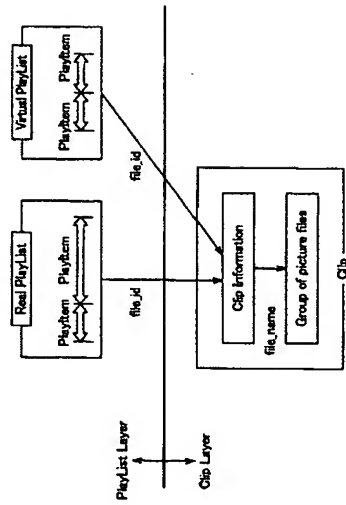 Real PlayList
PlayItem PlayItem
Virtual PlayList
PlayItem PlayItem
file_id
file_id
PlayList Layer
Clip Layer
Clip Information
file_name
Group of picture files
Clip